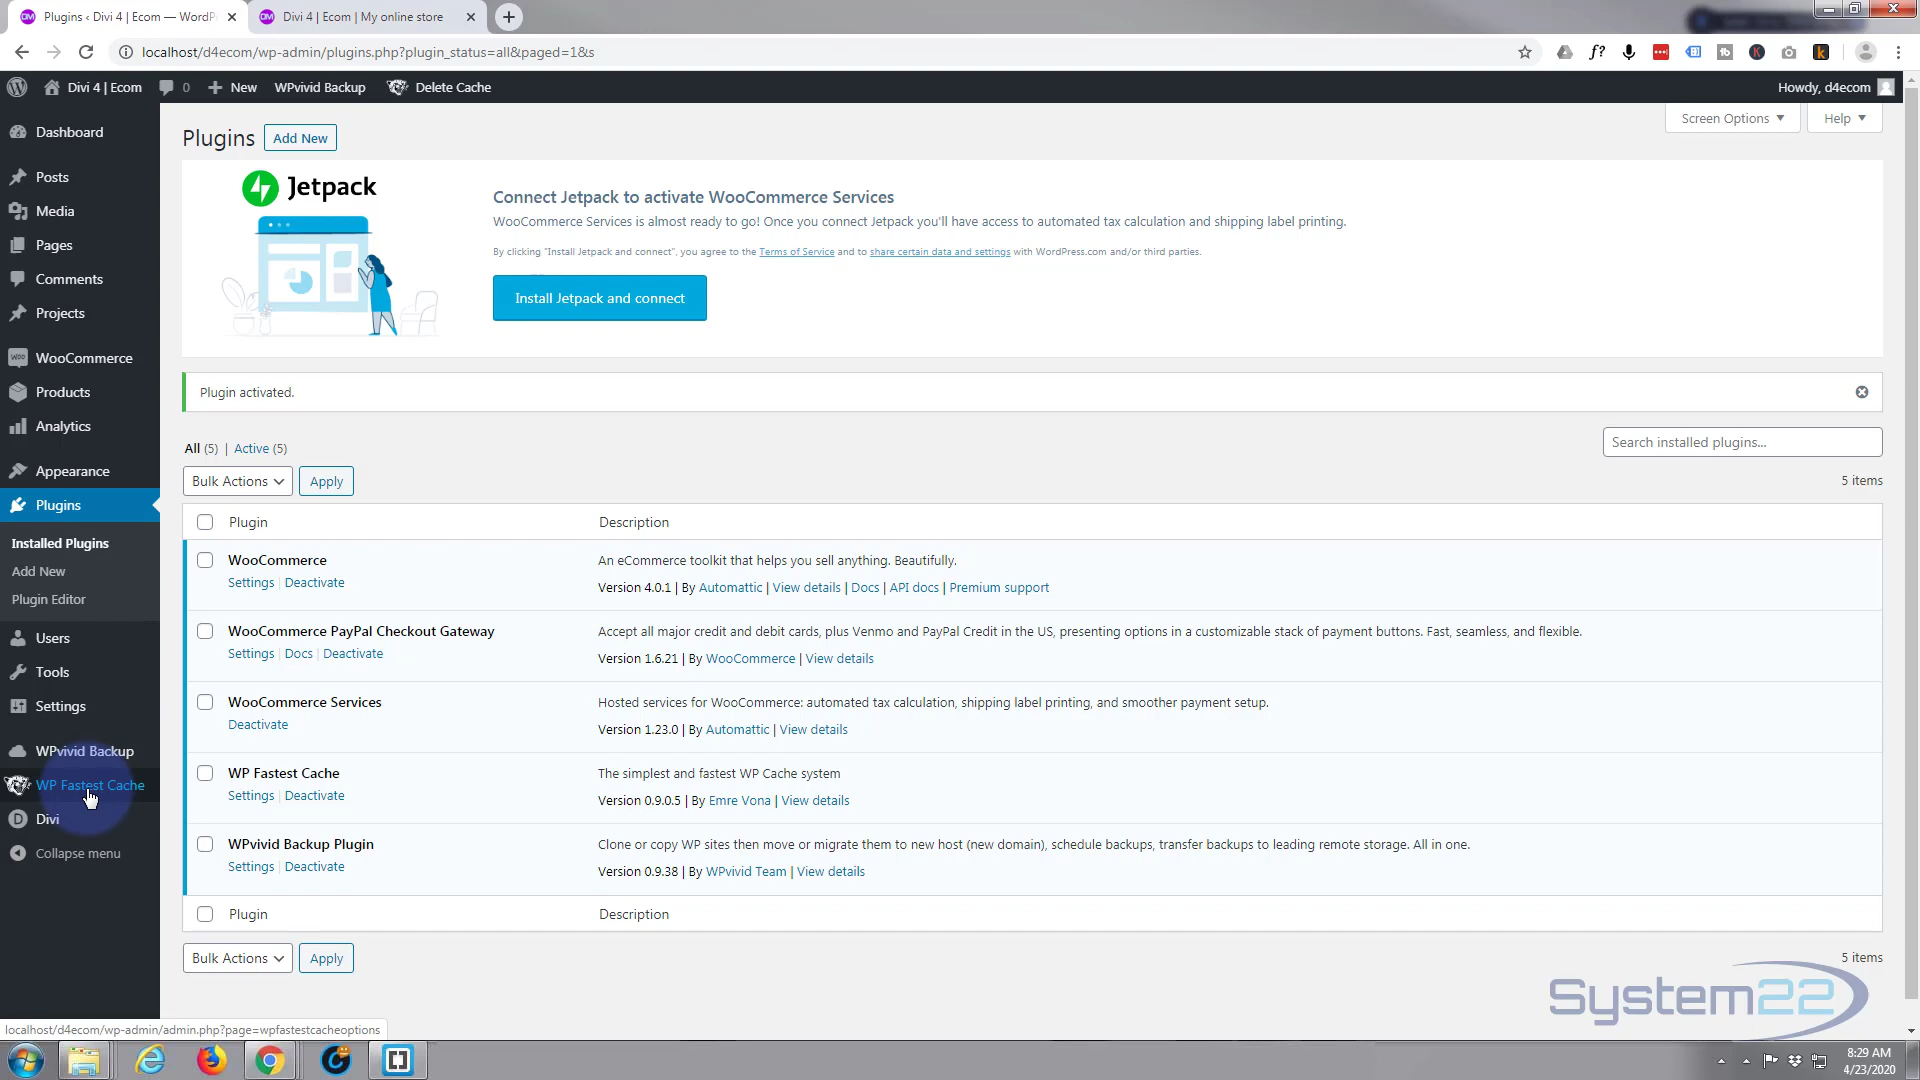 Plugins ‹ Divi 4 | Ecom — WordP
Divi 4 | Ecom | My online store
localhost/d4ecom/wp-admin/plugins.php?plugin_status=all&paged=1&s
Divi 4 | Ecom
0
New
WPvivid Backup
Delete Cache
Howdy, d4ecom
Screen Options
Help
Plugins
Add New
Dashboard
Posts
Media
Pages
Comments
Projects
WooCommerce
Products
Analytics
Appearance
Plugins
Installed Plugins
Add New
Plugin Editor
Users
Tools
Settings
WPvivid Backup
WP Fastest Cache
Divi
Collapse menu
Jetpack
Connect Jetpack to activate WooCommerce Services
WooCommerce Services is almost ready to go! Once you connect Jetpack you'll have access to automated tax calculation and shipping label printing.
By clicking "Install Jetpack and connect", you agree to the Terms of Service and to share certain data and settings with WordPress.com and/or third parties.
Install Jetpack and connect
Plugin activated.
All (5) | Active (5)
Search installed plugins...
Bulk Actions
Apply
5 items
Plugin
Description
WooCommerce
Settings | Deactivate
An eCommerce toolkit that helps you sell anything. Beautifully.
Version 4.0.1 | By Automattic | View details | Docs | API docs | Premium support
WooCommerce PayPal Checkout Gateway
Settings | Docs | Deactivate
Accept all major credit and debit cards, plus Venmo and PayPal Credit in the US, presenting options in a customizable stack of payment buttons. Fast, seamless, and flexible.
Version 1.6.21 | By WooCommerce | View details
WooCommerce Services
Deactivate
Hosted services for WooCommerce: automated tax calculation, shipping label printing, and smoother payment setup.
Version 1.23.0 | By Automattic | View details
WP Fastest Cache
Settings | Deactivate
The simplest and fastest WP Cache system
Version 0.9.0.5 | By Emre Vona | View details
WPvivid Backup Plugin
Settings | Deactivate
Clone or copy WP sites then move or migrate them to new host (new domain), schedule backups, transfer backups to leading remote storage. All in one.
Version 0.9.38 | By WPvivid Team | View details
Plugin
Description
Bulk Actions
Apply
5 items
System22
localhost/d4ecom/wp-admin/admin.php?page=wpfastestcacheoptions
8:29 AM
4/23/2020